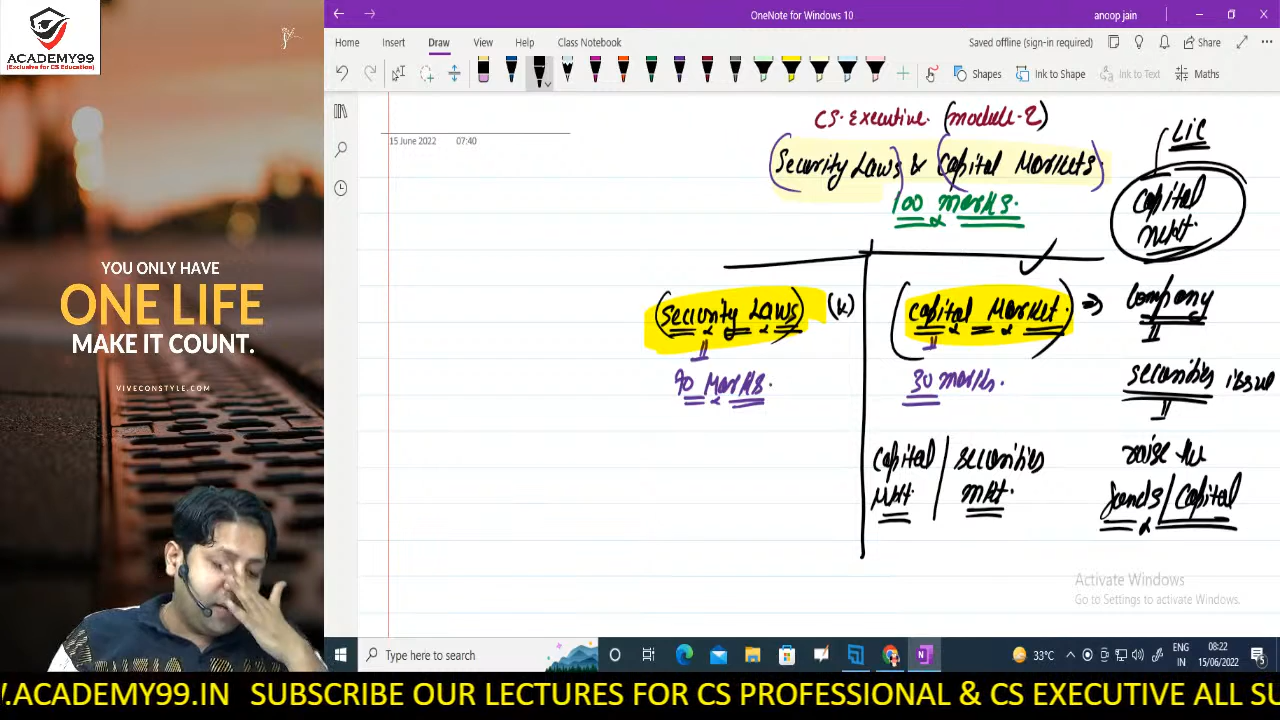 ACADEMY99
(Exclusive for CS Education)
YOU ONLY HAVE
ONE LIFE
MAKE IT COUNT.
VIVECONSTYLE.COM
OneNote for Windows 10
anoop jain
Home Insert Draw View Help Class Notebook
Saved offline (sign-in required)
Share
Shapes
Ink to Shape
Ink to Text
Maths
15 June 2022 07:40
CS-Executive (module-2)
(Security Laws) & (Capital Markets)
100 marks.
LIC
Capital
Mkt.
(Security Laws) (k)
70 Marks.
(Capital Market.) ⇒
30 marks.
Capital
Mkt.
securities
mkt.
Company
securities issue
raise the
funds/Capital
Activate Windows
Go to Settings to activate Windows.
Type here to search
33°C
ENG
IN
08:22
15/06/2022
5
.ACADEMY99.IN SUBSCRIBE OUR LECTURES FOR CS PROFESSIONAL & CS EXECUTIVE ALL SU